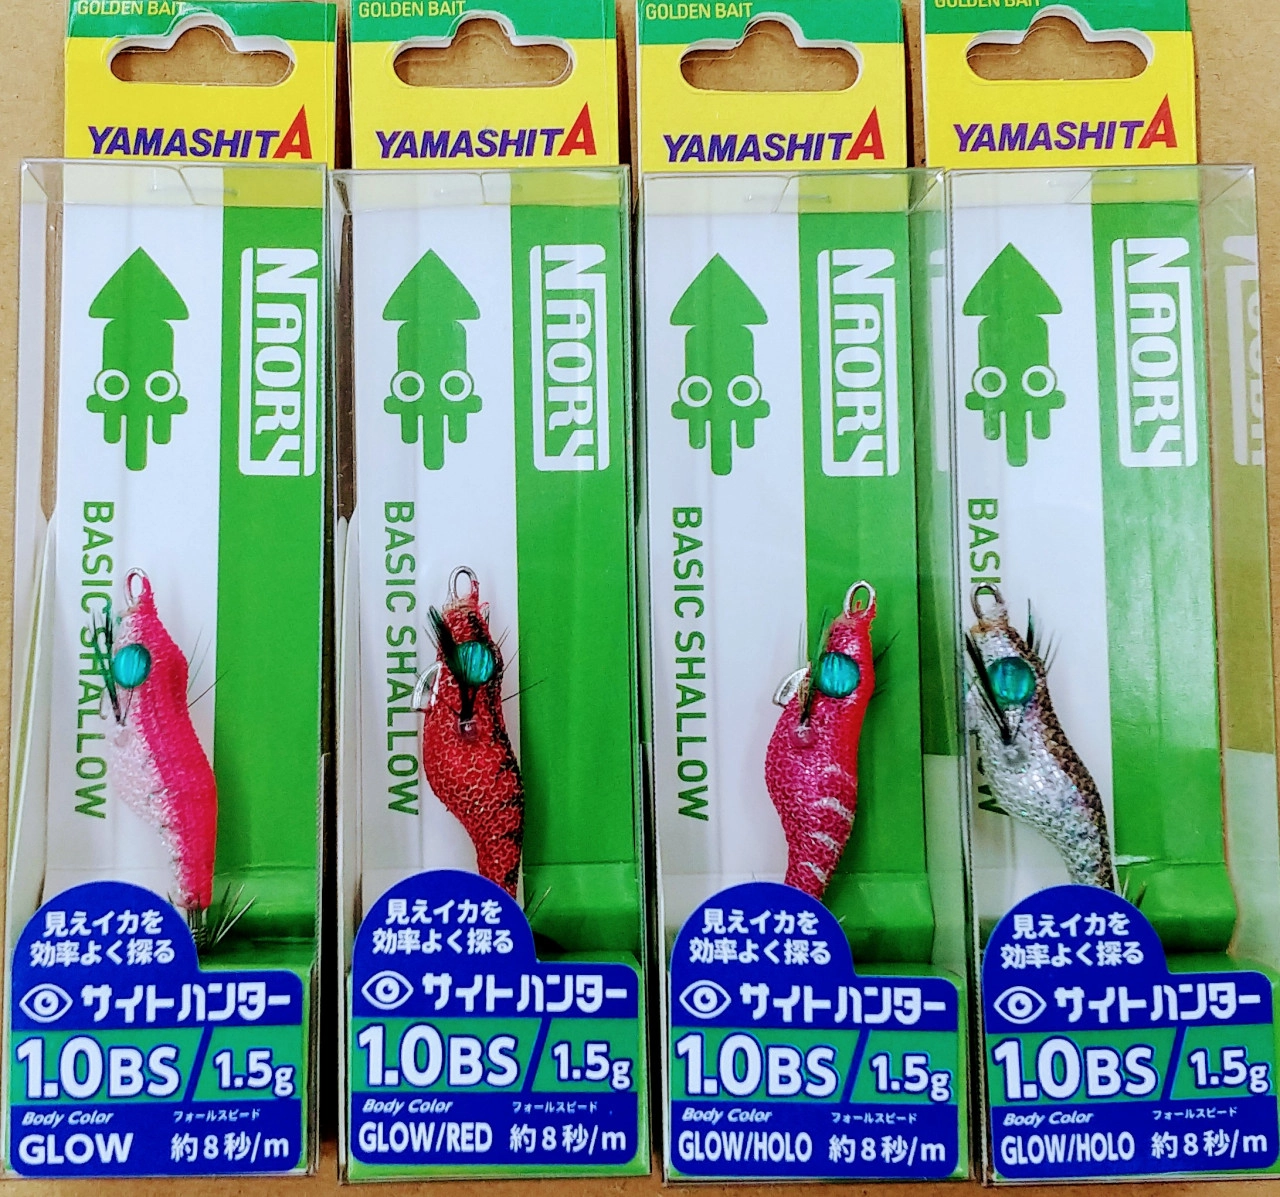 GOLDEN BAIT
YAMASHITA
NAORY
BASIC SHALLOW
見えイカを
効率よく探る
サイトハンター
1.0BS/1.5g
Body Color
フォールスピード
GLOW
約8秒/m
GOLDEN BAIT
YAMASHITA
NAORY
BASIC SHALLOW
見えイカを
効率よく探る
サイトハンター
1.0BS/1.5g
Body Color
フォールスピード
GLOW/RED
約8秒/m
GOLDEN BAIT
YAMASHITA
NAORY
BASIC SHALLOW
見えイカを
効率よく探る
サイトハンター
1.0BS/1.5g
Body Color
フォールスピード
GLOW/HOLO
約8秒/m
GOLDEN BAIT
YAMASHITA
NAORY
見えイカを
効率よく探る
サイトハンター
1.0BS/1.5g
Body Color
フォールスピード
GLOW/HOLO
約8秒/m